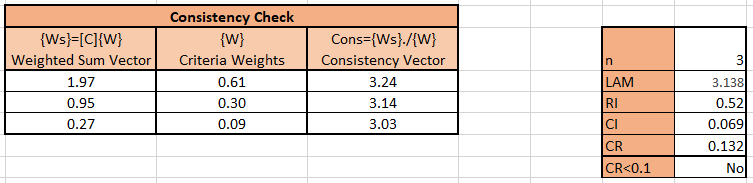 Consistency Check
{Ws}=[C]{W} {W} Cons={Ws}./{W}
Weighted Sum Vector Criteria Weights Consistency Vector
1.97 0.61 3.24
0.95 0.30 3.14
0.27 0.09 3.03
n 3
LAM 3.138
RI 0.52
CI 0.069
CR 0.132
CR<0.1 No